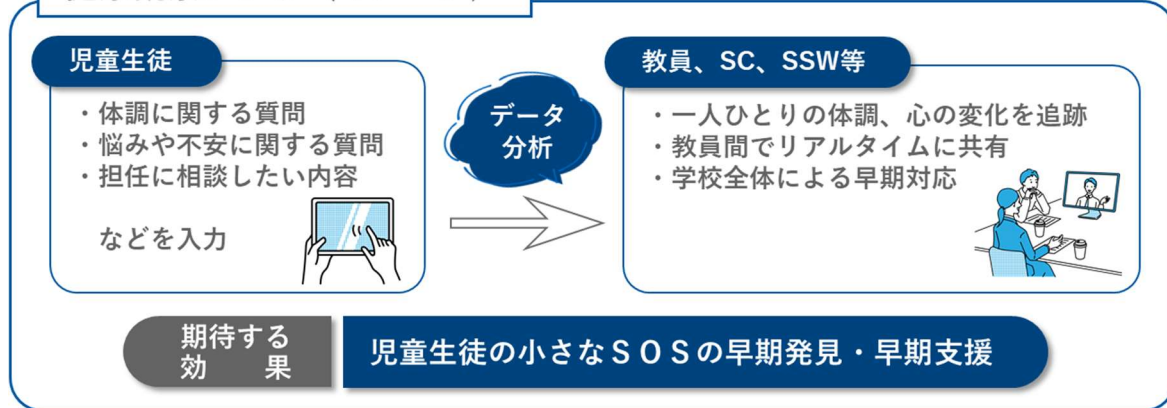 児童生徒
・体調に関する質問
・悩みや不安に関する質問
・担任に相談したい内容
などを入力
データ
分析
教員、SC、SSW等
・一人ひとりの体調、心の変化を追跡
・教員間でリアルタイムに共有
・学校全体による早期対応
期待する
効　　果
児童生徒の小さなＳＯＳの早期発見・早期支援